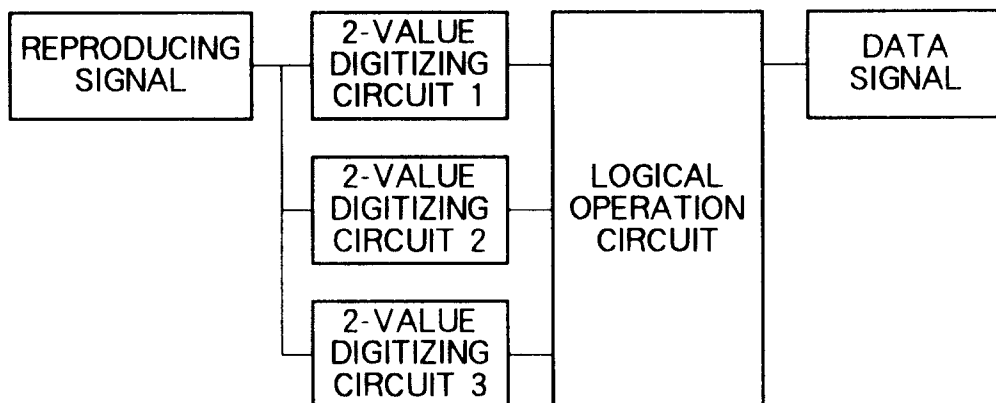 REPRODUCING
SIGNAL
2-VALUE
DIGITIZING
CIRCUIT 1
2-VALUE
DIGITIZING
CIRCUIT 2
2-VALUE
DIGITIZING
CIRCUIT 3
LOGICAL
OPERATION
CIRCUIT
DATA
SIGNAL